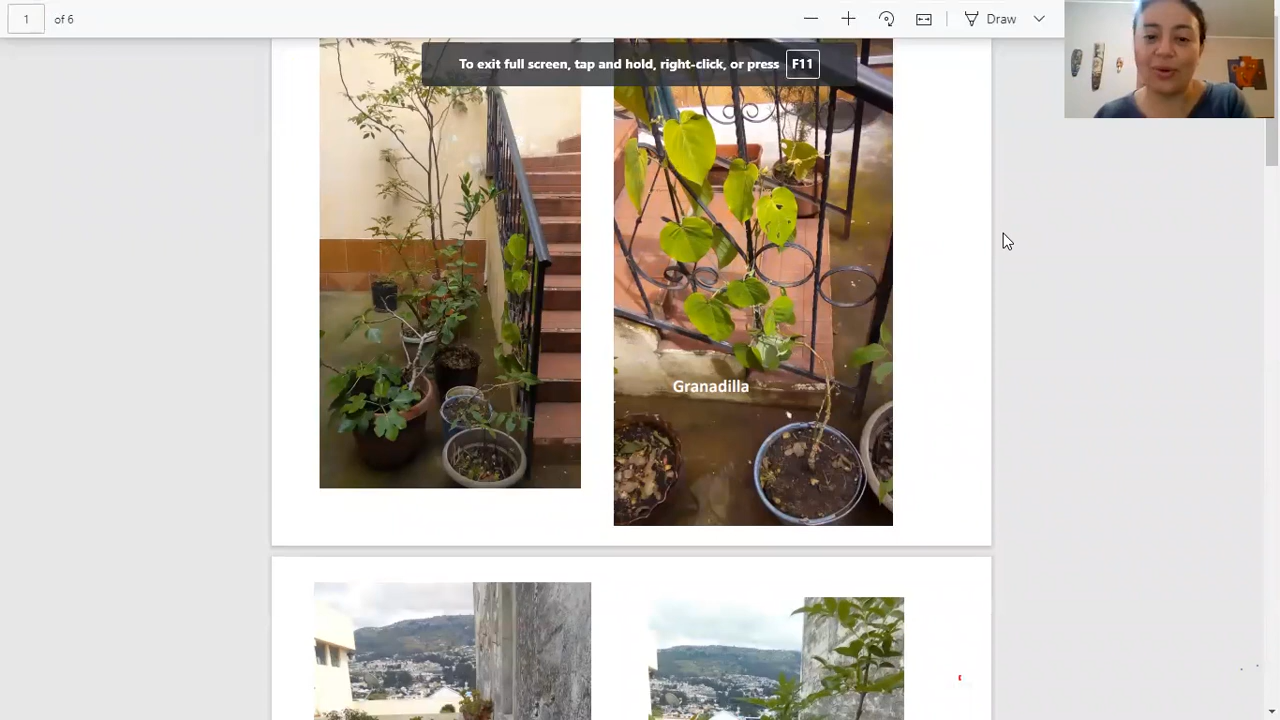 1 of 6
Draw
To exit full screen, tap and hold, right-click, or press F11
Granadilla